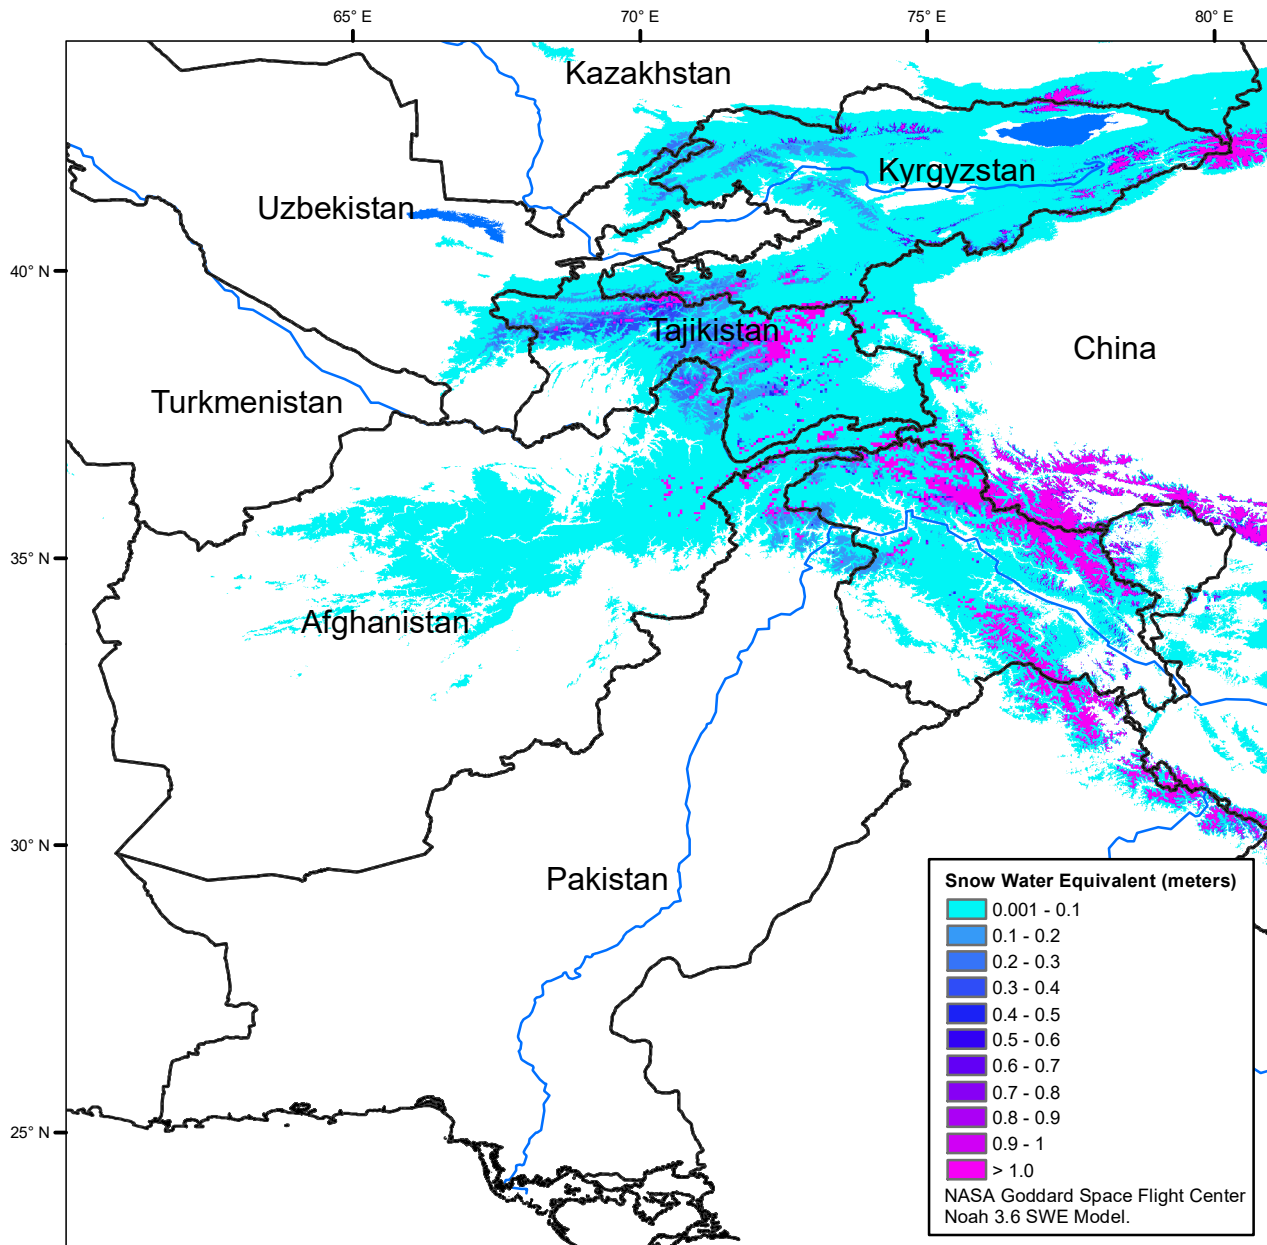 65° E
70° E
75° E
80° E
Kazakhstan
Kyrgyzstan
Uzbekistan
40° N
Tajikistan
China
Turkmenistan
35° N
Afghanistan
30° N
Pakistan
25° N
Snow Water Equivalent (meters)
0.001 - 0.1
0.1 - 0.2
0.2 - 0.3
0.3 - 0.4
0.4 - 0.5
0.5 - 0.6
0.6 - 0.7
0.7 - 0.8
0.8 - 0.9
0.9 - 1
> 1.0
NASA Goddard Space Flight Center
Noah 3.6 SWE Model.